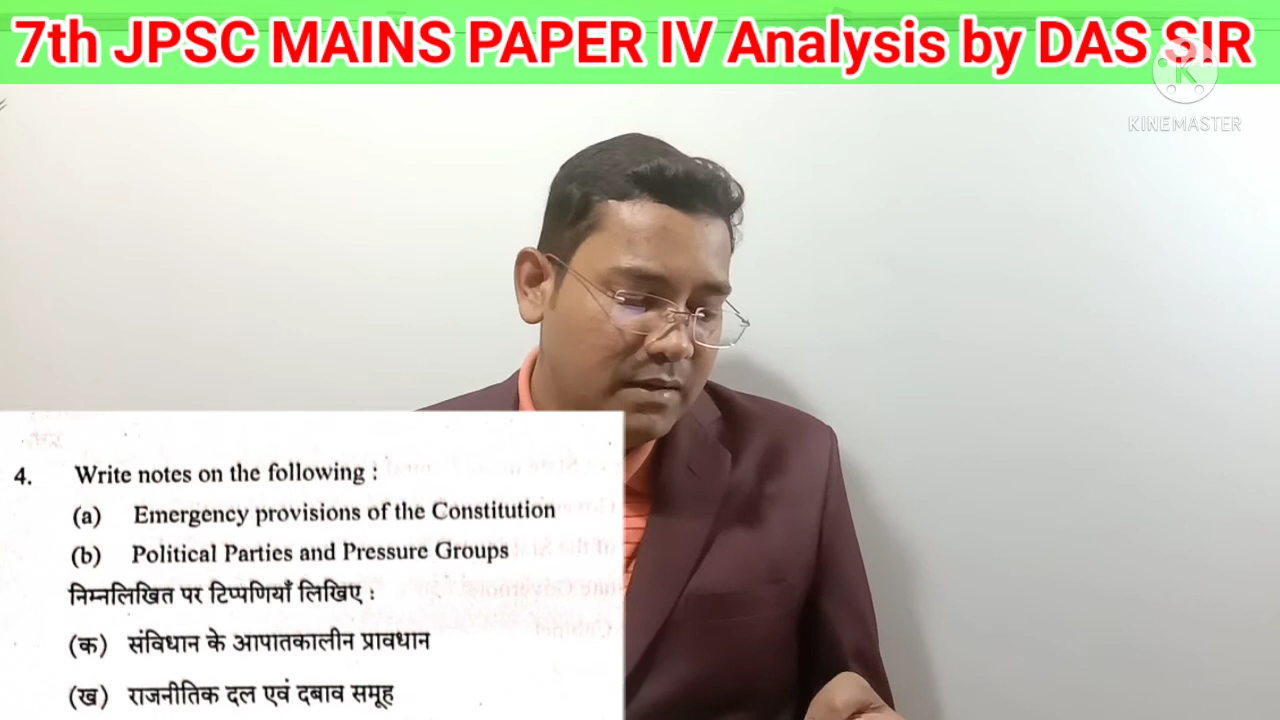 7th JPSC MAINS PAPER IV Analysis by DAS SIR
K
KINEMASTER
4. Write notes on the following :
(a) Emergency provisions of the Constitution
(b) Political Parties and Pressure Groups
निम्नलिखित पर टिप्पणियाँ लिखिए :
(क) संविधान के आपातकालीन प्रावधान
(ख) राजनीतिक दल एवं दबाव समूह